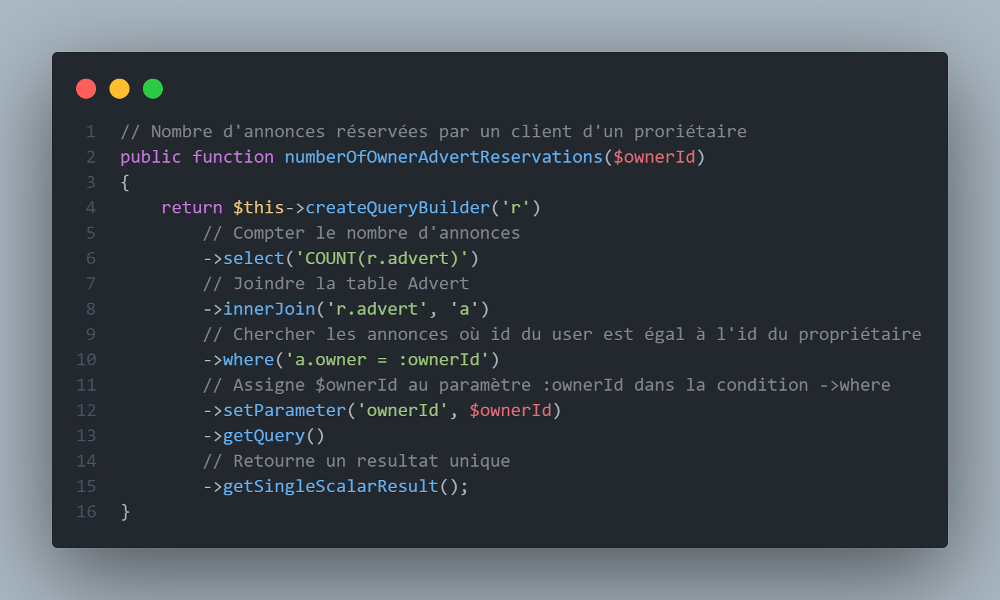 1 // Nombre d'annonces réservées par un client d'un proriétaire
2 public function numberOfOwnerAdvertReservations($ownerId)
3 {
4     return $this->createQueryBuilder('r')
5         // Compter le nombre d'annonces
6         ->select('COUNT(r.advert)')
7         // Joindre la table Advert
8         ->innerJoin('r.advert', 'a')
9         // Chercher les annonces où id du user est égal à l'id du propriétaire
10         ->where('a.owner = :ownerId')
11         // Assigne $ownerId au paramètre :ownerId dans la condition ->where
12         ->setParameter('ownerId', $ownerId)
13         ->getQuery()
14         // Retourne un resultat unique
15         ->getSingleScalarResult();
16 }